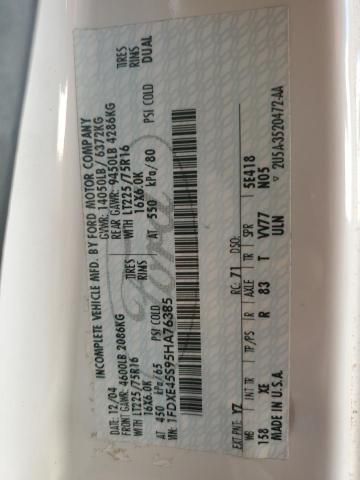 INCOMPLETE VEHICLE MFD. BY FORD MOTOR COMPANY
DATE: 12/04 GVWR: 14050LB / 6372KG
FRONT GAWR: 4600LB 2086KG REAR GAWR: 9450LB 4286KG
WITH LT225/75R16 TIRES WITH LT225/75R16 TIRES
16X6.0K RIMS 16X6.0K RIMS
AT 450 kPa/65 PSI COLD AT 550 kPa/80 PSI COLD DUAL
VIN: 1FDXE45S95HA76385
Ford
EXT PNT: YZ RC: 71 DSO: 5E418
WB INT TR TP/PS R AXLE TR SPR N05
158 XE R 83 T VV77
MADE IN U.S.A. ULN
2U5A-3520472-AA